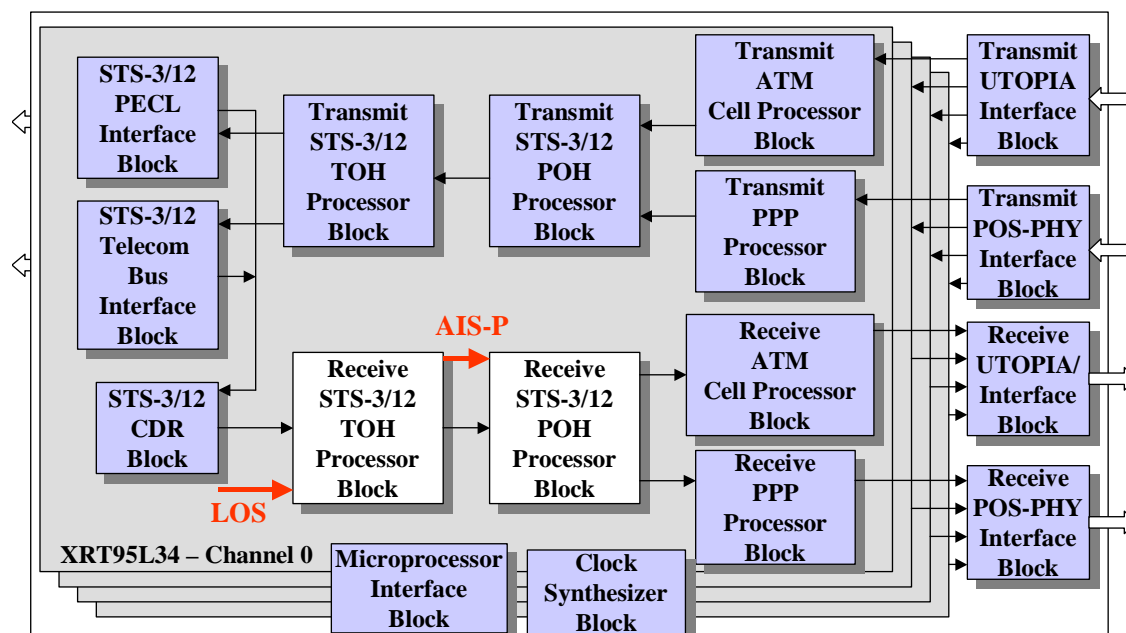 STS-3/12
PECL
Interface
Block
Transmit
STS-3/12
TOH
Processor
Block
Transmit
STS-3/12
POH
Processor
Block
Transmit
ATM
Cell Processor
Block
Transmit
UTOPIA
Interface
Block
STS-3/12
Telecom
Bus
Interface
Block
Transmit
PPP
Processor
Block
Transmit
POS-PHY
Interface
Block
AIS-P
STS-3/12
CDR
Block
Receive
STS-3/12
TOH
Processor
Block
Receive
STS-3/12
POH
Processor
Block
Receive
ATM
Cell Processor
Block
Receive
UTOPIA/
Interface
Block
LOS
Receive
PPP
Processor
Block
Receive
POS-PHY
Interface
Block
XRT95L34 – Channel 0
Microprocessor
Interface
Block
Clock
Synthesizer
Block